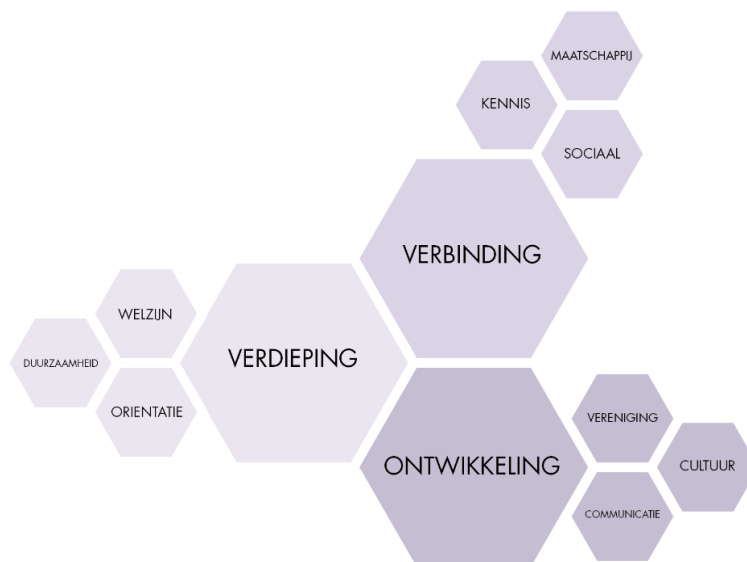 MAATSCHAPPIJ
KENNIS
SOCIAAL
VERBINDING
WELZIJN
DUURZAAMHEID
VERDIEPING
ORIENTATIE
VERENIGING
ONTWIKKELING
CULTUUR
COMMUNICATIE